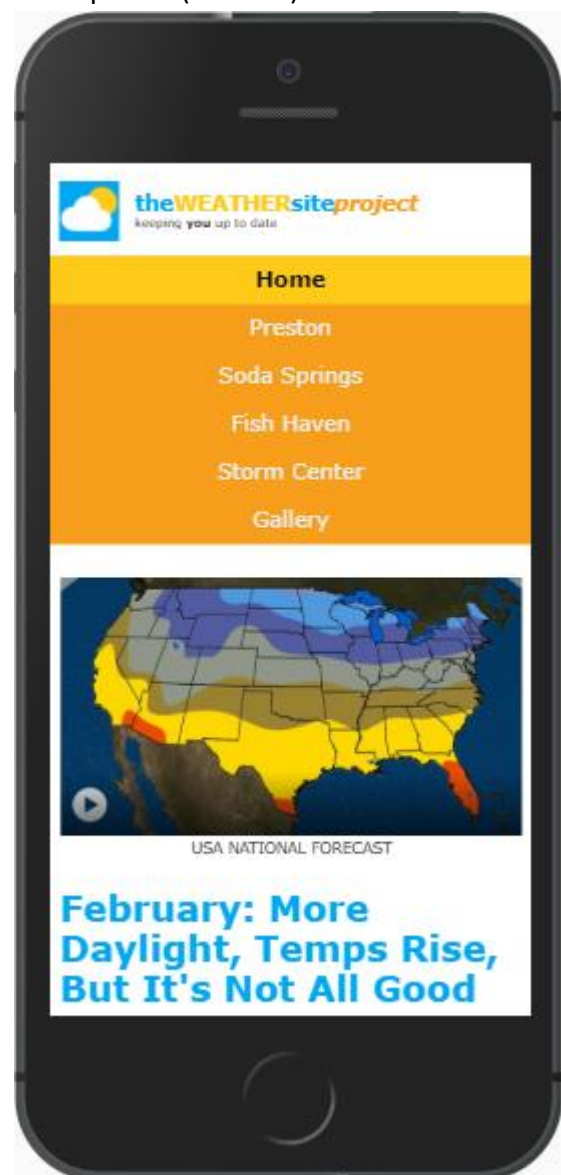 theWEATHERsiteproject
keeping you up to date
Home
Preston
Soda Springs
Fish Haven
Storm Center
Gallery
USA NATIONAL FORECAST
February: More
Daylight, Temps Rise,
But It's Not All Good